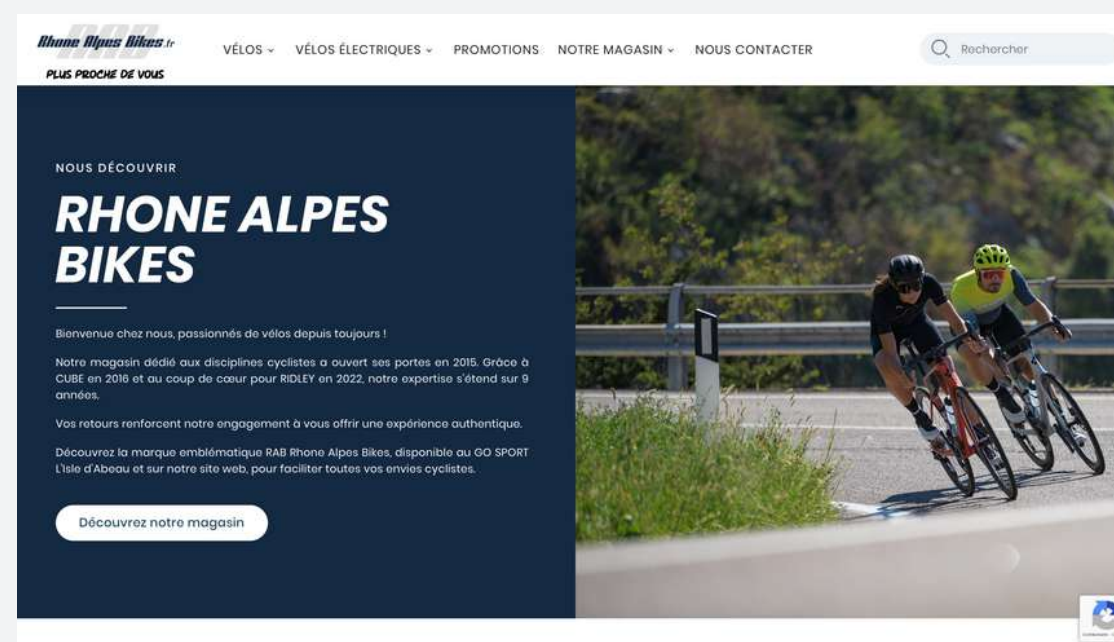 RAB
Rhone Alpes Bikes.fr
PLUS PROCHE DE VOUS
VÉLOS
VÉLOS ÉLECTRIQUES
PROMOTIONS
NOTRE MAGASIN
NOUS CONTACTER
Rechercher
NOUS DÉCOUVRIR
RHONE ALPES
BIKES
Bienvenue chez nous, passionnés de vélos depuis toujours !
Notre magasin dédié aux disciplines cyclistes a ouvert ses portes en 2015. Grâce à
CUBE en 2016 et au coup de cœur pour RIDLEY en 2022, notre expertise s'étend sur 9
années.
Vos retours renforcent notre engagement à vous offrir une expérience authentique.
Découvrez la marque emblématique RAB Rhone Alpes Bikes, disponible au GO SPORT
L'Isle d'Abeau et sur notre site web, pour faciliter toutes vos envies cyclistes.
Découvrez notre magasin